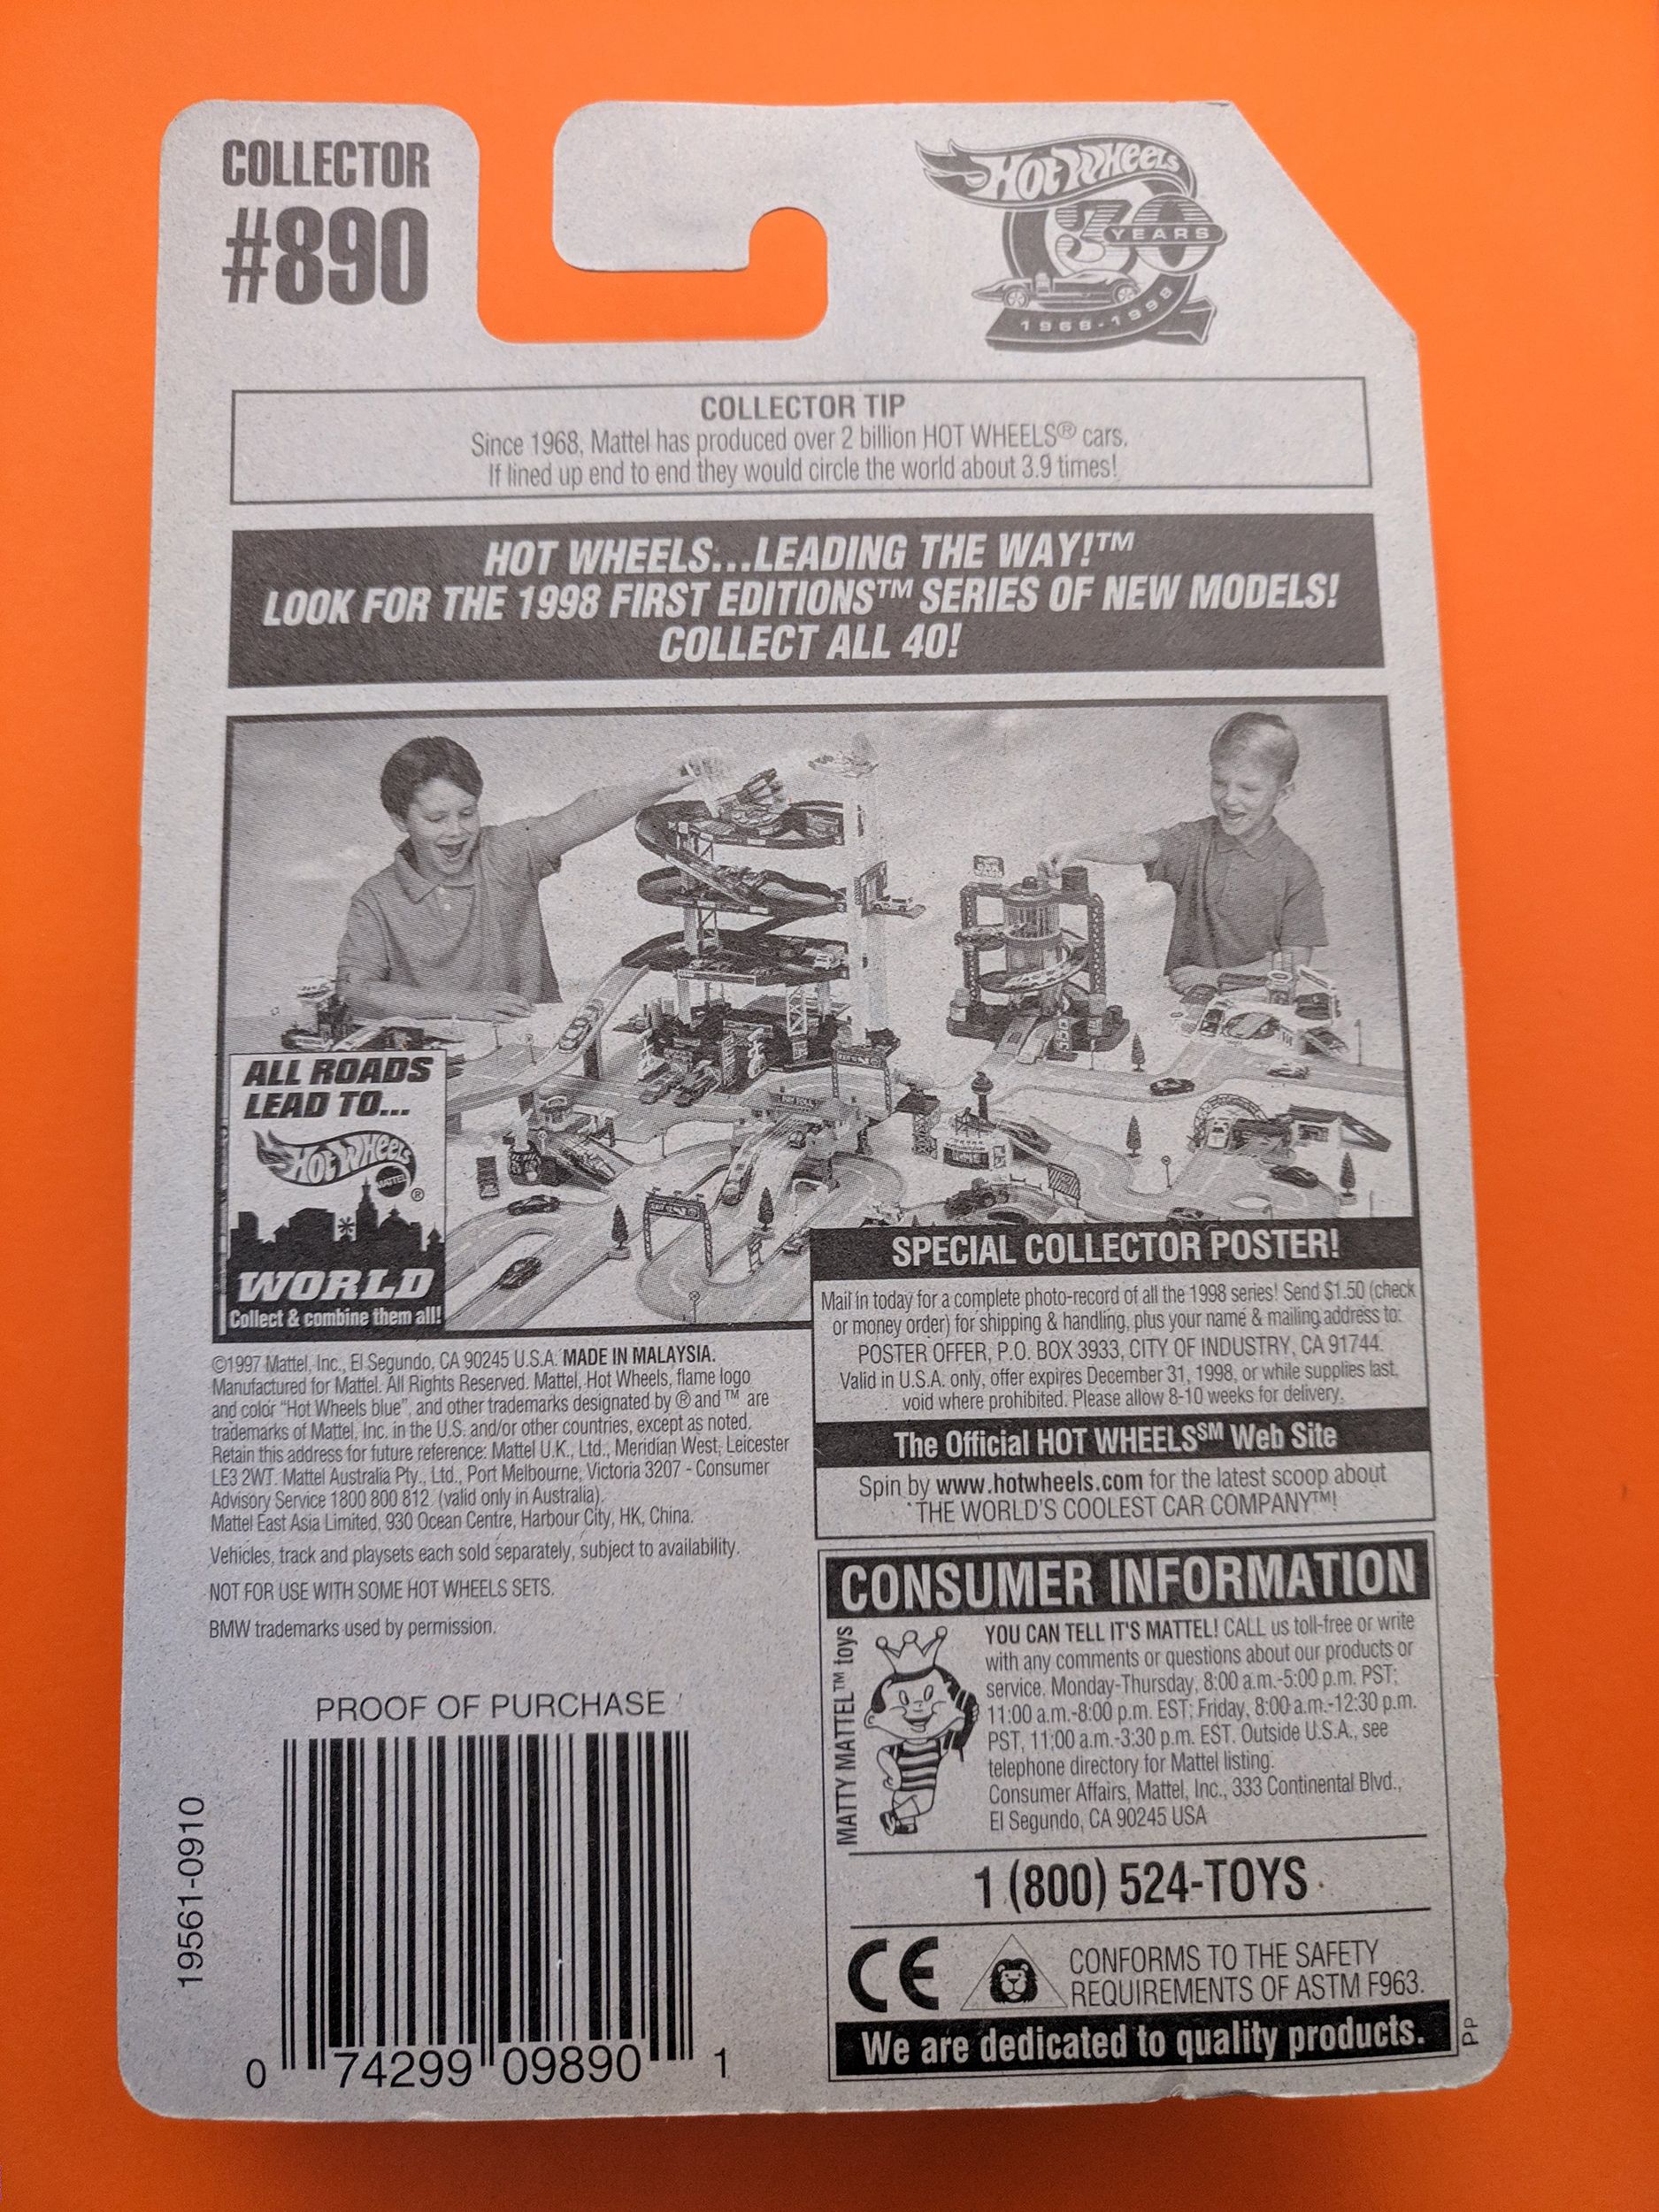 COLLECTOR
#890
HOT WHEELS
30
YEARS
1968-1998
COLLECTOR TIP
Since 1968, Mattel has produced over 2 billion HOT WHEELS® cars.
If lined up end to end they would circle the world about 3.9 times!
HOT WHEELS...LEADING THE WAY!™
LOOK FOR THE 1998 FIRST EDITIONS™ SERIES OF NEW MODELS!
COLLECT ALL 40!
ALL ROADS
LEAD TO...
HOT WHEELS
MATTEL
®
WORLD
Collect & combine them all!
PAY TOLL
SPECIAL COLLECTOR POSTER!
Mail in today for a complete photo-record of all the 1998 series! Send $1.50 (check
or money order) for shipping & handling, plus your name & mailing address to:
POSTER OFFER, P.O. BOX 3933, CITY OF INDUSTRY, CA 91744.
Valid in U.S.A. only, offer expires December 31, 1998, or while supplies last,
void where prohibited. Please allow 8-10 weeks for delivery.
The Official HOT WHEELS℠ Web Site
Spin by www.hotwheels.com for the latest scoop about
THE WORLD'S COOLEST CAR COMPANY™!
©1997 Mattel, Inc., El Segundo, CA 90245 U.S.A. MADE IN MALAYSIA.
Manufactured for Mattel. All Rights Reserved. Mattel, Hot Wheels, flame logo
and color "Hot Wheels blue", and other trademarks designated by ® and ™ are
trademarks of Mattel, Inc. in the U.S. and/or other countries, except as noted.
Retain this address for future reference: Mattel U.K., Ltd., Meridian West, Leicester
LE3 2WT. Mattel Australia Pty., Ltd., Port Melbourne, Victoria 3207 - Consumer
Advisory Service 1800 800 812 (valid only in Australia).
Mattel East Asia Limited, 930 Ocean Centre, Harbour City, HK, China.
Vehicles, track and playsets each sold separately, subject to availability.
NOT FOR USE WITH SOME HOT WHEELS SETS.
BMW trademarks used by permission.
PROOF OF PURCHASE
19561-0910
0 74299 09890 1
CONSUMER INFORMATION
MATTY MATTEL™ toys
YOU CAN TELL IT'S MATTEL! CALL us toll-free or write
with any comments or questions about our products or
service. Monday-Thursday, 8:00 a.m.-5:00 p.m. PST;
11:00 a.m.-8:00 p.m. EST; Friday, 8:00 a.m.-12:30 p.m.
PST, 11:00 a.m.-3:30 p.m. EST. Outside U.S.A., see
telephone directory for Mattel listing.
Consumer Affairs, Mattel, Inc., 333 Continental Blvd.,
El Segundo, CA 90245 USA
1 (800) 524-TOYS
CE
CONFORMS TO THE SAFETY
REQUIREMENTS OF ASTM F963.
We are dedicated to quality products.
PP